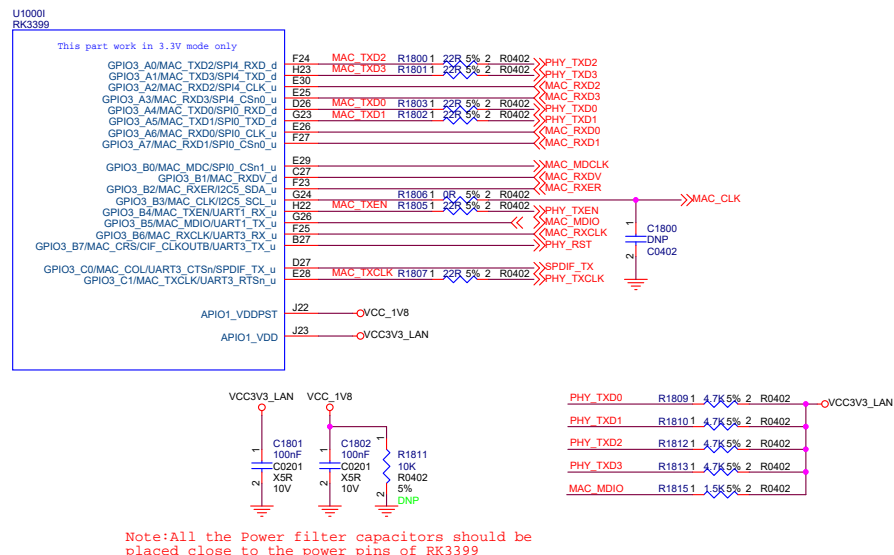 U1000I
RK3399
This part work in 3.3V mode only
GPIO3_A0/MAC_TXD2/SPI4_RXD_d F24 MAC_TXD2 R1800 1 22R 5% 2 R0402 PHY_TXD2
GPIO3_A1/MAC_TXD3/SPI4_TXD_d H23 MAC_TXD3 R1801 1 22R 5% 2 R0402 PHY_TXD3
GPIO3_A2/MAC_RXD2/SPI4_CLK_u E30 MAC_RXD2
GPIO3_A3/MAC_RXD3/SPI4_CSn0_u E25 MAC_RXD3
GPIO3_A4/MAC_TXD0/SPI0_RXD_d D26 MAC_TXD0 R1803 1 22R 5% 2 R0402 PHY_TXD0
GPIO3_A5/MAC_TXD1/SPI0_TXD_d G23 MAC_TXD1 R1802 1 22R 5% 2 R0402 PHY_TXD1
GPIO3_A6/MAC_RXD0/SPI0_CLK_u E26 MAC_RXD0
GPIO3_A7/MAC_RXD1/SPI0_CSn0_u F27 MAC_RXD1
GPIO3_B0/MAC_MDC/SPI0_CSn1_u E29 MAC_MDCLK
GPIO3_B1/MAC_RXDV_d C27 MAC_RXDV
GPIO3_B2/MAC_RXER/I2C5_SDA_u F23 MAC_RXER
GPIO3_B3/MAC_CLK/I2C5_SCL_u G24 R1806 1 0R 5% 2 R0402 MAC_CLK
GPIO3_B4/MAC_TXEN/UART1_RX_u H22 MAC_TXEN R1805 1 22R 5% 2 R0402 PHY_TXEN
GPIO3_B5/MAC_MDIO/UART1_TX_u G26 MAC_MDIO
GPIO3_B6/MAC_RXCLK/UART3_RX_u F25 MAC_RXCLK
GPIO3_B7/MAC_CRS/CIF_CLKOUTB/UART3_TX_u B27 PHY_RST
1
C1800
DNP
2
C0402
GPIO3_C0/MAC_COL/UART3_CTSn/SPDIF_TX_u D27 SPDIF_TX
GPIO3_C1/MAC_TXCLK/UART3_RTSn_u E28 MAC_TXCLK R1807 1 22R 5% 2 R0402 PHY_TXCLK
APIO1_VDDPST J22 VCC_1V8
APIO1_VDD J23 VCC3V3_LAN
VCC3V3_LAN
1
C1801
100nF
C0201
2
X5R
10V
VCC_1V8
1
C1802
100nF
C0201
2
X5R
10V
1
R1811
10K
R0402
2
5%
DNP
PHY_TXD0 R1809 1 4.7K 5% 2 R0402 VCC3V3_LAN
PHY_TXD1 R1810 1 4.7K 5% 2 R0402
PHY_TXD2 R1812 1 4.7K 5% 2 R0402
PHY_TXD3 R1813 1 4.7K 5% 2 R0402
MAC_MDIO R1815 1 1.5K 5% 2 R0402
Note:All the Power filter capacitors should be
placed close to the power pins of RK3399